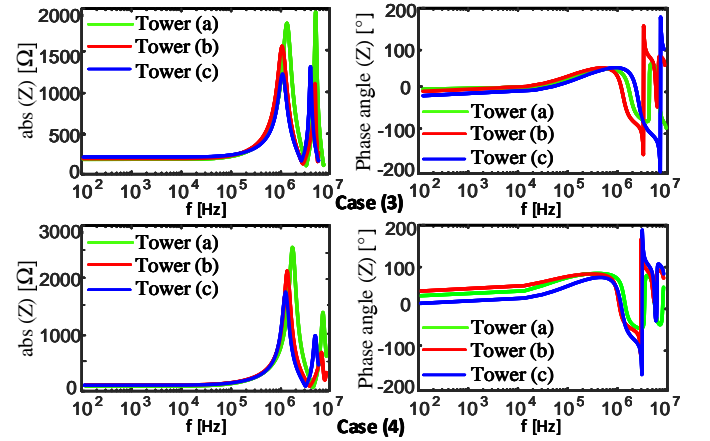 abs (Z) [Ω]
2000
1500
1000
500
0
Tower (a)
Tower (b)
Tower (c)
10² 10³ 10⁴ 10⁵ 10⁶ 10⁷
f [Hz]
Phase angle (Z) [°]
200
100
0
-100
-200
Tower (a)
Tower (b)
Tower (c)
10² 10³ 10⁴ 10⁵ 10⁶ 10⁷
f [Hz]
Case (3)
abs (Z) [Ω]
3000
2000
1000
0
Tower (a)
Tower (b)
Tower (c)
10² 10³ 10⁴ 10⁵ 10⁶ 10⁷
f [Hz]
Phase angle (Z) [°]
200
100
0
-100
-200
Tower (a)
Tower (b)
Tower (c)
10² 10³ 10⁴ 10⁵ 10⁶ 10⁷
f [Hz]
Case (4)